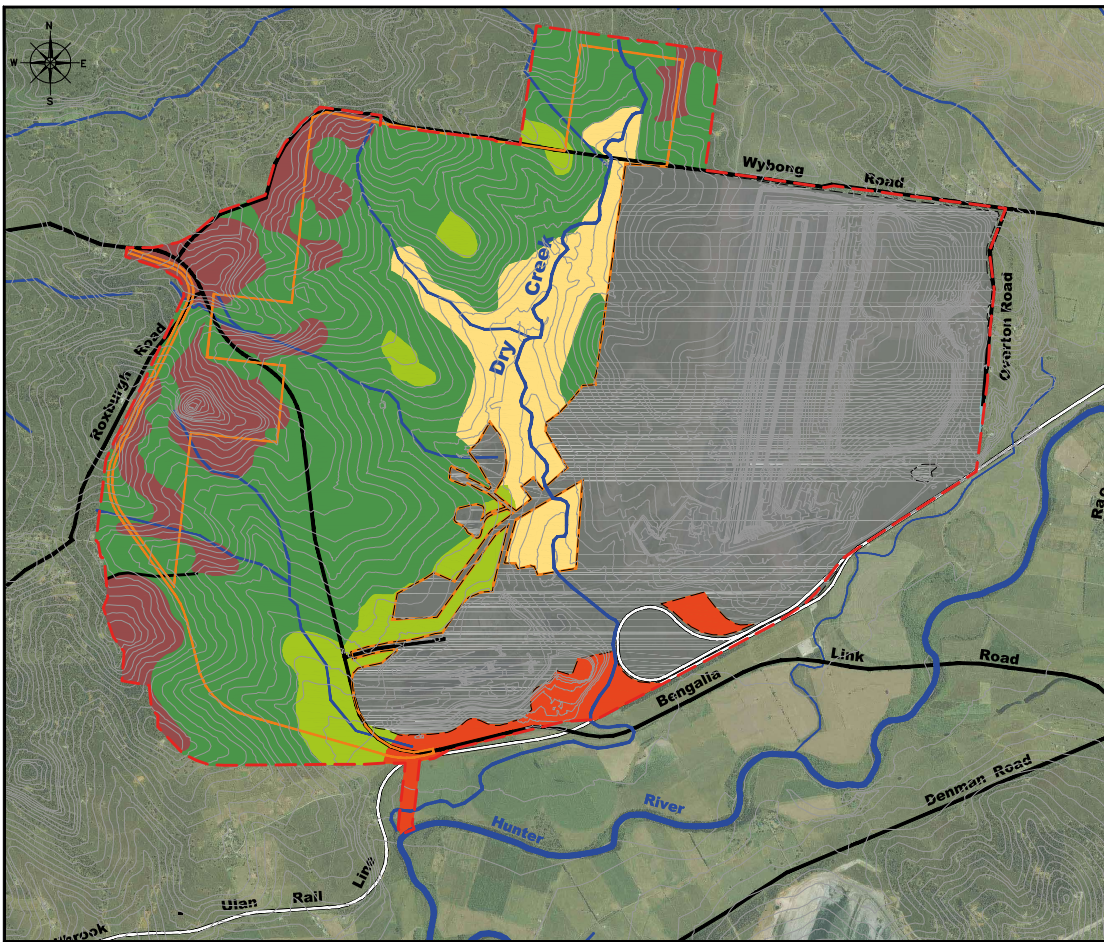 N
W E
S
Wybong Road
Creek
Dry
Overton Road
Roxburgh Road
Link Road
Bengalla
Denman Road
River
Hunter
Ulan Rail Line